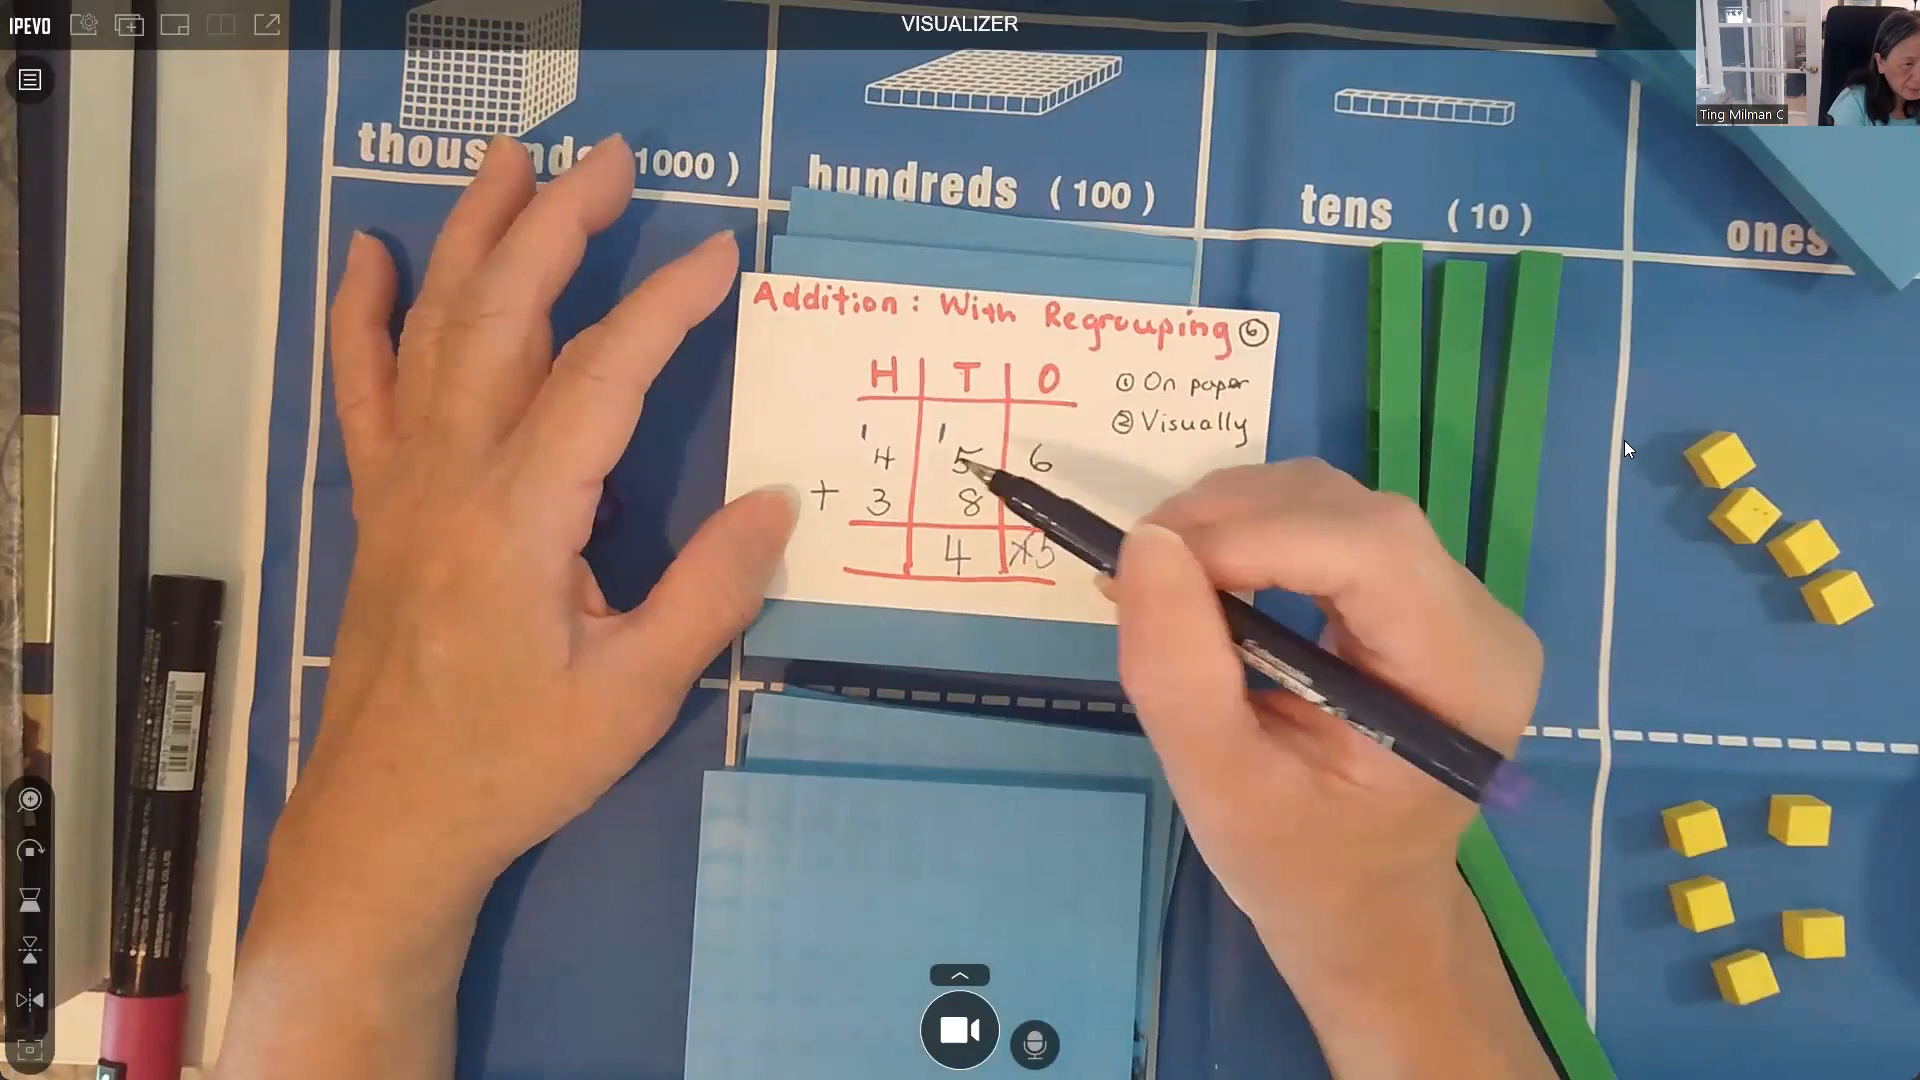 IPEVO
VISUALIZER
Ting Milman C
thousands (1000)
hundreds (100)
tens (10)
ones
Addition: With Regrouping ⑥
H T O
① On paper
② Visually
1 1
4 5 6
+ 3 8
4 5